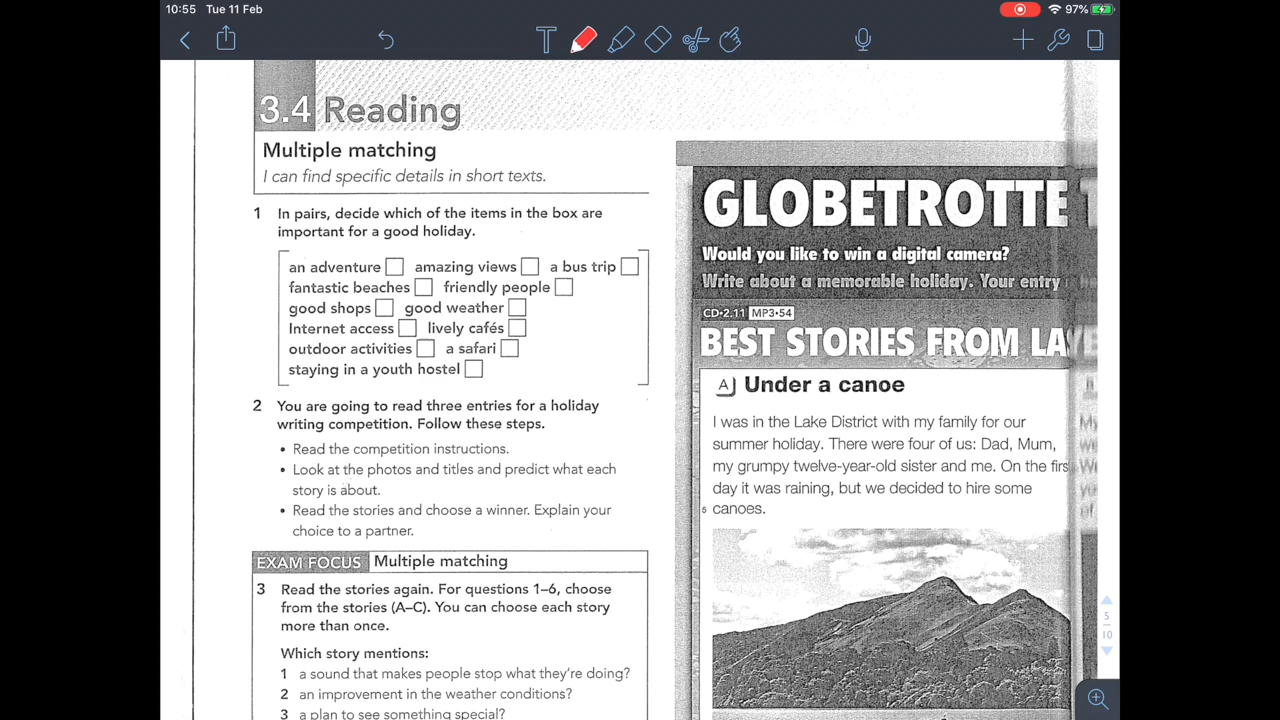 10:55 Tue 11 Feb
97%
3.4 Reading
Multiple matching
I can find specific details in short texts.
1 In pairs, decide which of the items in the box are
important for a good holiday.
an adventure amazing views a bus trip
fantastic beaches friendly people
good shops good weather
Internet access lively cafés
outdoor activities a safari
staying in a youth hostel
2 You are going to read three entries for a holiday
writing competition. Follow these steps.
• Read the competition instructions.
• Look at the photos and titles and predict what each
story is about.
• Read the stories and choose a winner. Explain your
choice to a partner.
EXAM FOCUS Multiple matching
3 Read the stories again. For questions 1–6, choose
from the stories (A–C). You can choose each story
more than once.
Which story mentions:
1 a sound that makes people stop what they're doing?
2 an improvement in the weather conditions?
3 a plan to see something special?
GLOBETROTTE
Would you like to win a digital camera?
Write about a memorable holiday. Your entry
CD•2.11 MP3•54
BEST STORIES FROM LA
A Under a canoe
I was in the Lake District with my family for our
summer holiday. There were four of us: Dad, Mum,
my grumpy twelve-year-old sister and me. On the firs
day it was raining, but we decided to hire some
5 canoes.
5
10